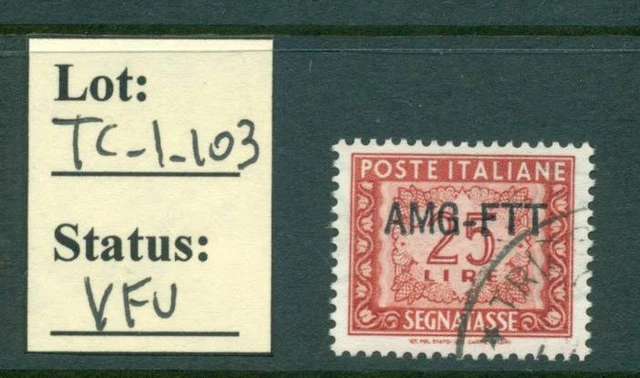 Lot:
TC-1-103
Status:
VFU
POSTE ITALIANE
AMG-FTT
25
LIRE
SEGNATASSE